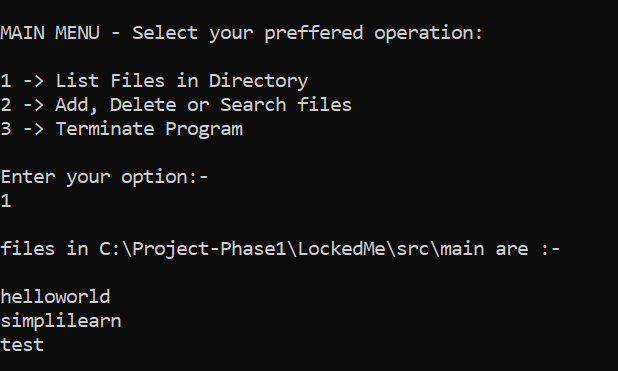 MAIN MENU - Select your preffered operation:
1 -> List Files in Directory
2 -> Add, Delete or Search files
3 -> Terminate Program
Enter your option:-
1
files in C:\Project-Phase1\LockedMe\src\main are :-
helloworld
simplilearn
test